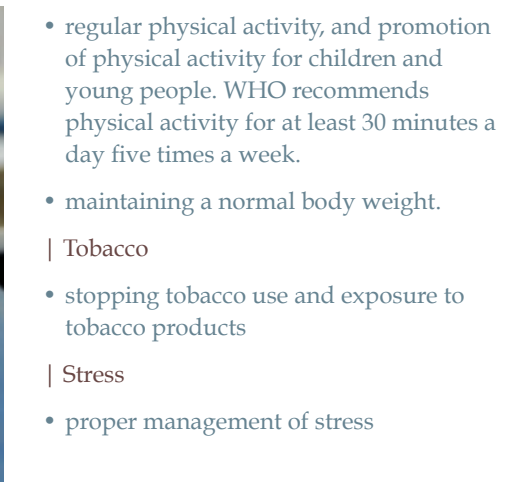 • regular physical activity, and promotion
of physical activity for children and
young people. WHO recommends
physical activity for at least 30 minutes a
day five times a week.
• maintaining a normal body weight.
| Tobacco
• stopping tobacco use and exposure to
tobacco products
| Stress
• proper management of stress